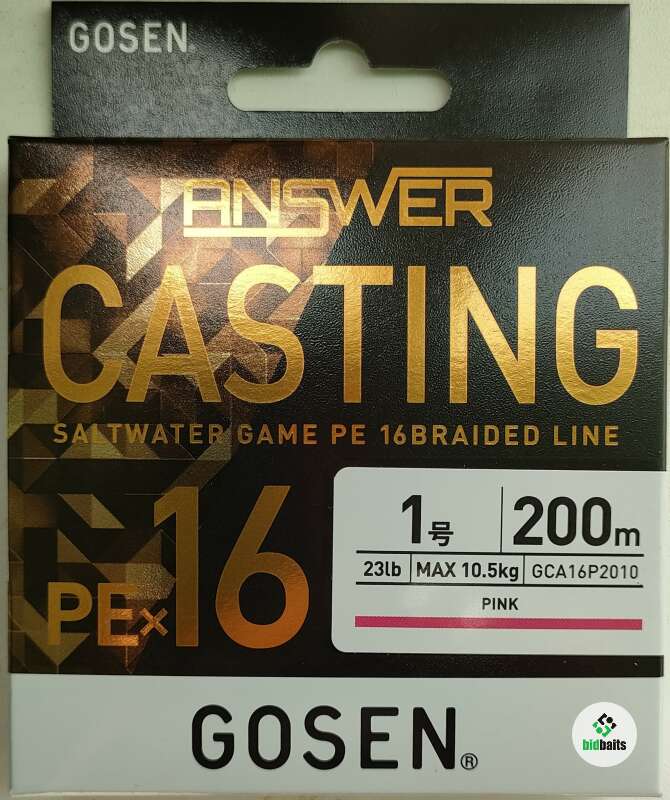 GOSEN
ANSWER
CASTING
SALTWATER GAME PE 16BRAIDED LINE
PE×16
1号 200m
23lb MAX 10.5kg GCA16P2010
PINK
GOSEN®
bidbaits